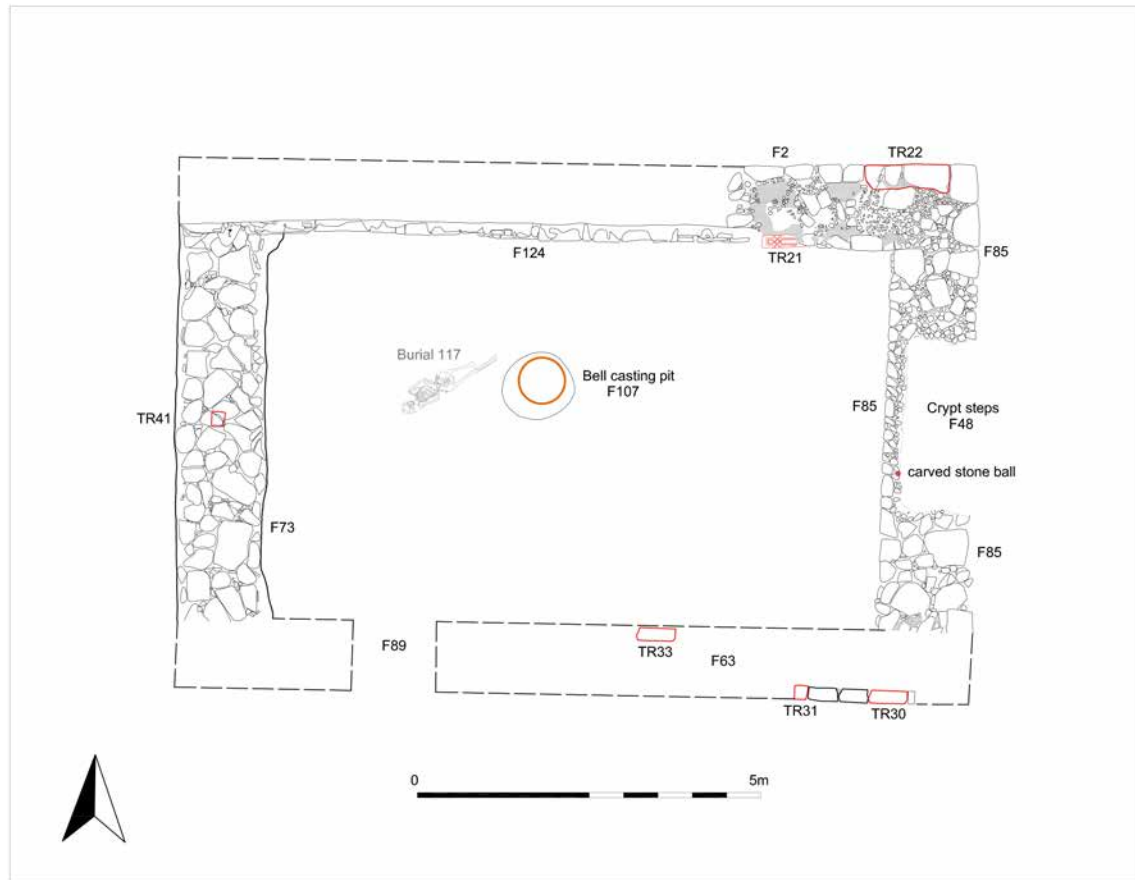 F2
TR22
F124
TR21
F85
Burial 117
Bell casting pit
F107
TR41
F85
Crypt steps
F48
carved stone ball
F73
F85
F89
TR33
F63
TR31
TR30
0
5m